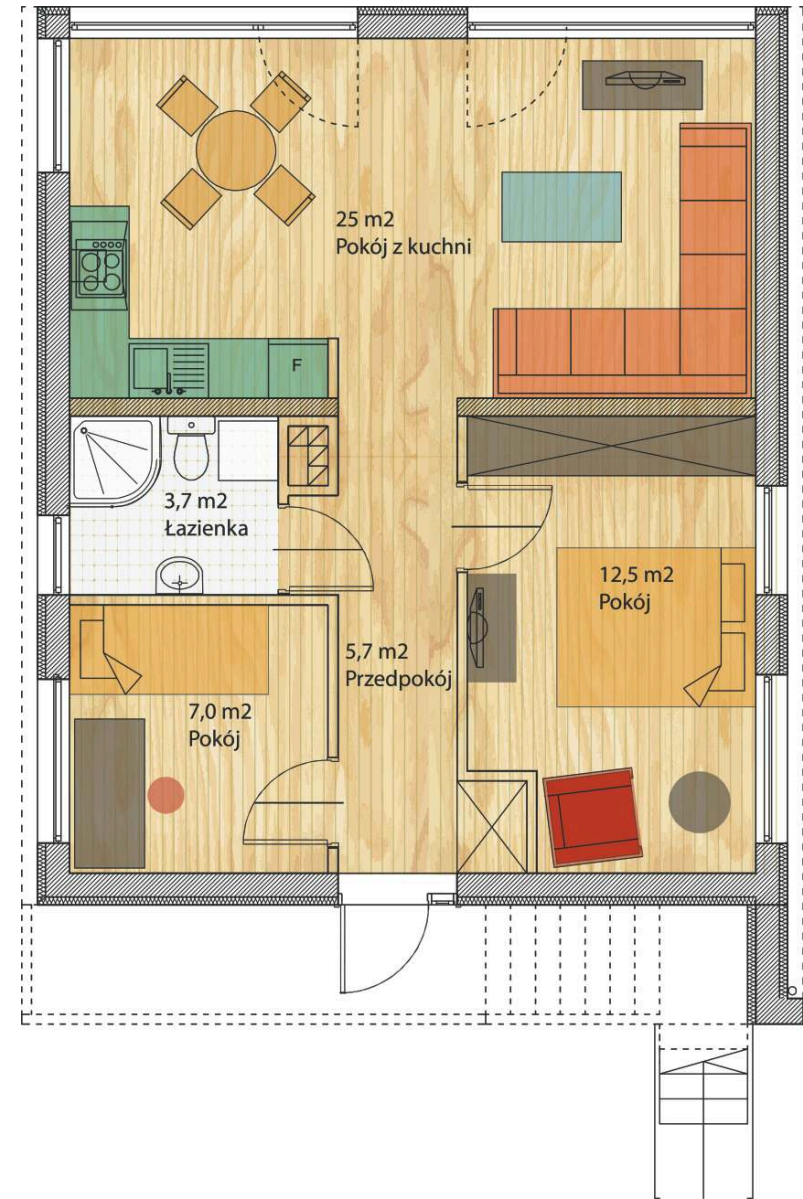 25 m2
Pokój z kuchni
F
3,7 m2
Łazienka
12,5 m2
Pokój
5,7 m2
Przedpokój
7,0 m2
Pokój